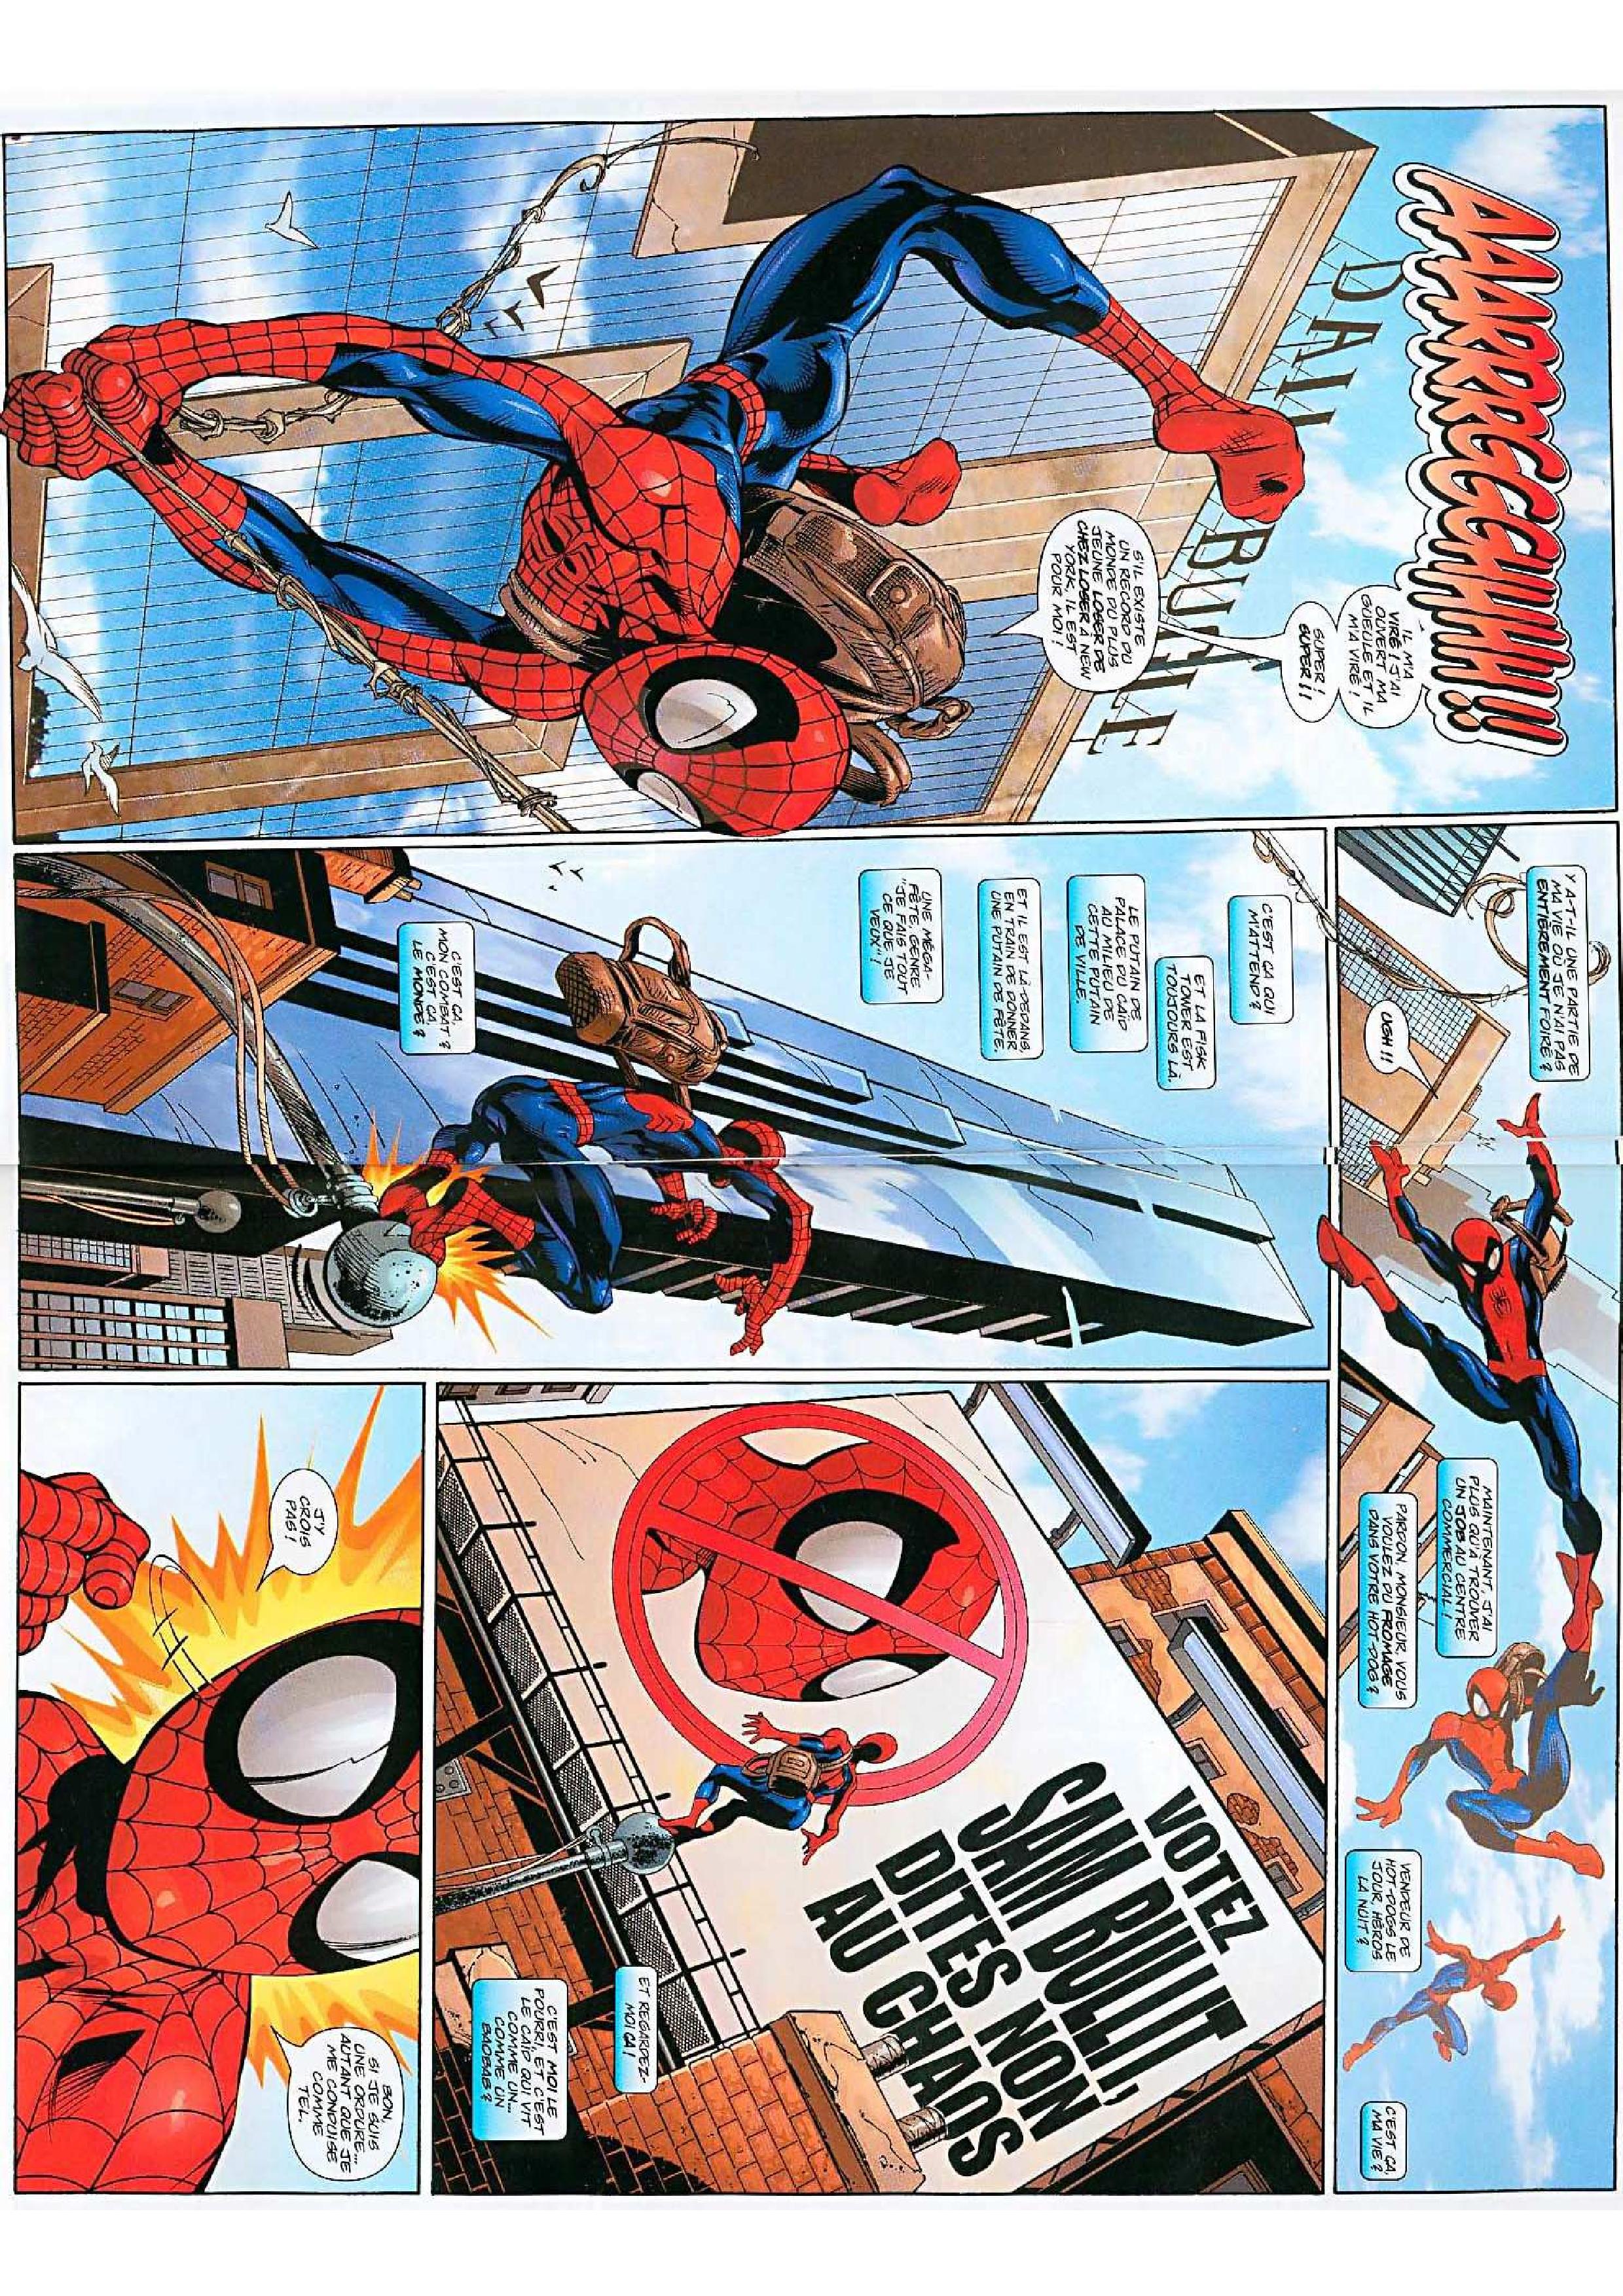 AAARRRGGGHHH!!
DAILY BUGLE
IL M'A
VIRÉ ! J'AI
OUVERT MA
GUEULE ET IL
M'A VIRÉ !
SUPER !
SUPER !!
S'IL EXISTE
UN RECORD DU
MONDE DU PLUS
JEUNE LOSER DE
CHEZ LOSER À NEW
YORK, IL EST
POUR MOI !
Y A-T-IL UNE PARTIE DE
MA VIE OÙ JE N'AI PAS
ENTIÈREMENT FOIRÉ ?
UGH !!
MAINTENANT, J'AI
PLUS QU'À TROUVER
UN JOB AU CENTRE
COMMERCIAL !
PARDON, MONSIEUR, VOUS
VOULEZ DU FROMAGE
DANS VOTRE HOT-DOG ?
VENDEUR DE
HOT-DOGS LE
JOUR, HÉROS
LA NUIT ?
C'EST ÇA,
MA VIE ?
C'EST ÇA QUI
M'ATTEND ?
ET LA FISK
TOWER EST
TOUJOURS LÀ.
LE PUTAIN DE
PALACE DU CAÏD
AU MILIEU DE
CETTE PUTAIN
DE VILLE.
ET IL EST LÀ-DEDANS,
EN TRAIN DE DONNER
UNE PUTAIN DE FÊTE.
UNE MÉGA-
FÊTE, GENRE
"JE FAIS TOUT
CE QUE JE
VEUX" !
C'EST ÇA,
MON COMBAT ?
C'EST ÇA,
LE MONDE ?
VOTEZ
SAM BULLIT,
DITES NON
AU CHAOS
ET REGARDEZ-
MOI ÇA !
C'EST MOI LE
POURRI, ET C'EST
LE CAÏD QUI VIT
COMME UN...
COMME UN
BAOBAB ?
J'Y
CROIS
PAS !
BON,
SI JE SUIS
UNE ORDURE...
AUTANT QUE JE
ME CONDUISE
COMME
TEL.